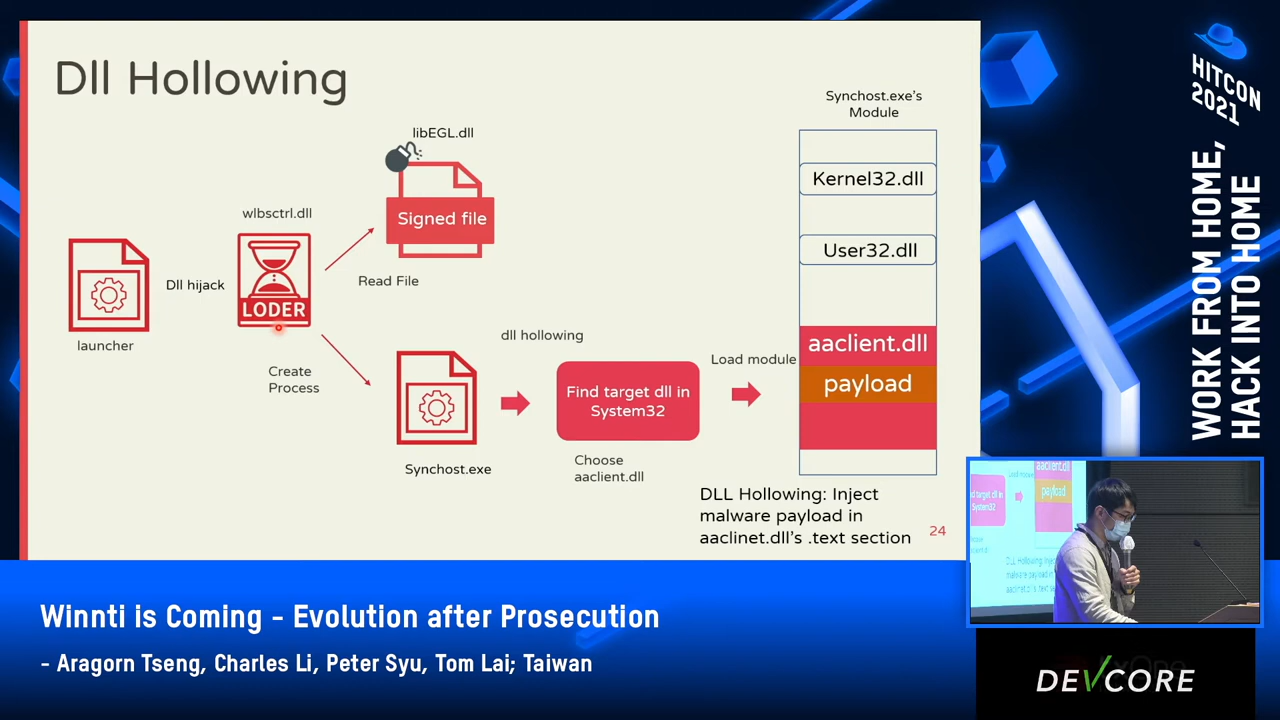 Dll Hollowing
libEGL.dll
Signed file
wlbsctrl.dll
LODER
Dll hijack
launcher
Read File
Create
Process
Synchost.exe
dll hollowing
Find target dll in
System32
Choose
aaclient.dll
Load module
Synchost.exe's
Module
Kernel32.dll
User32.dll
aaclient.dll
payload
DLL Hollowing: Inject
malware payload in
aaclinet.dll's .text section
24
HITCON
2021
WORK FROM HOME,
HACK INTO HOME
aaclient.dll
payload
Winnti is Coming - Evolution after Prosecution
- Aragorn Tseng, Charles Li, Peter Syu, Tom Lai; Taiwan
DEVCORE